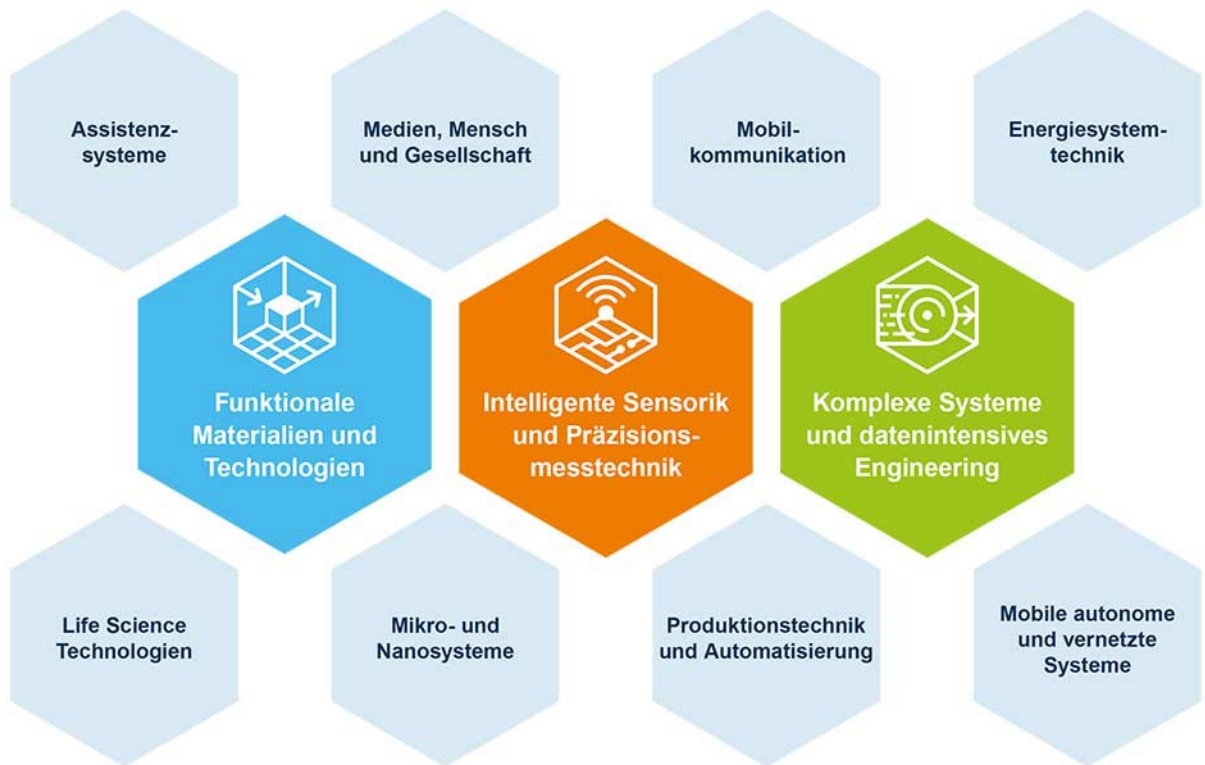 Assistenz-
systeme
Medien, Mensch
und Gesellschaft
Mobil-
kommunikation
Energiesystem-
technik
Funktionale
Materialien und
Technologien
Intelligente Sensorik
und Präzisions-
messtechnik
Komplexe Systeme
und datenintensives
Engineering
Life Science
Technologien
Mikro- und
Nanosysteme
Produktionstechnik
und Automatisierung
Mobile autonome
und vernetzte
Systeme